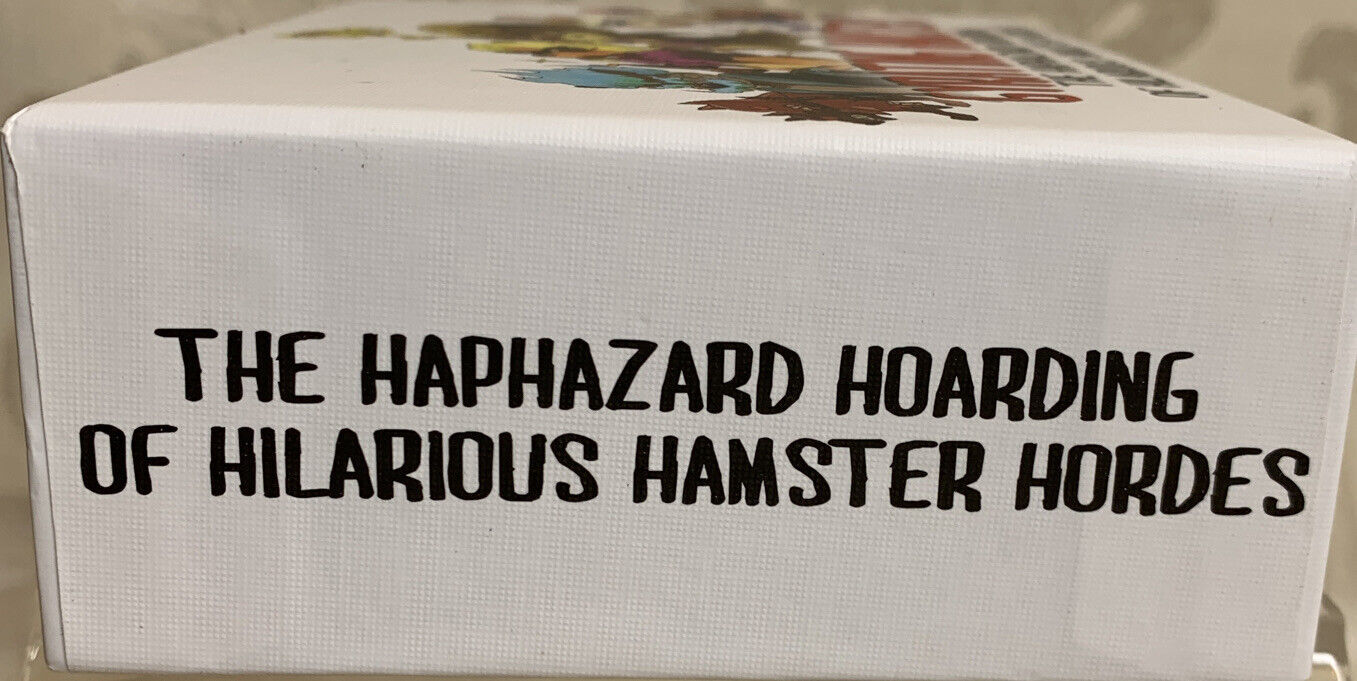 THE HAPHAZARD HOARDING
OF HILARIOUS HAMSTER HORDES